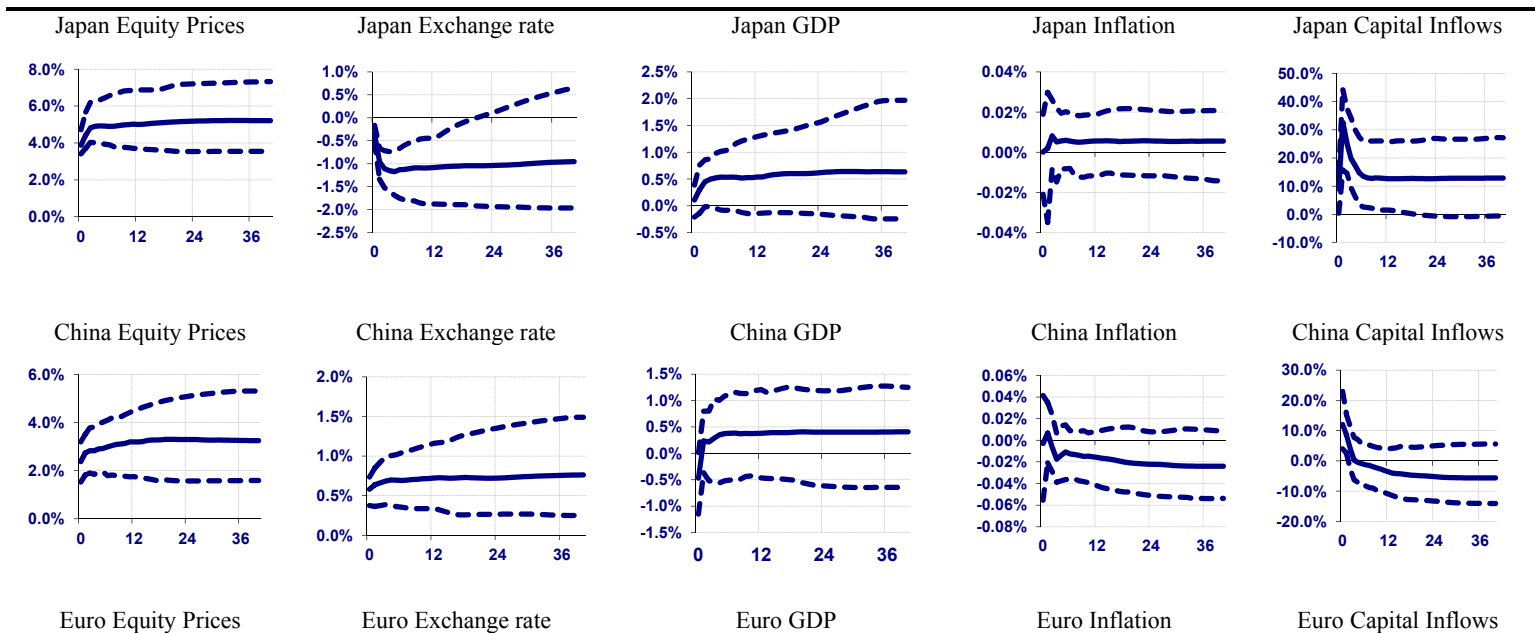 Japan Equity Prices
Japan Exchange rate
Japan GDP
Japan Inflation
Japan Capital Inflows
8.0%
6.0%
4.0%
2.0%
0.0%
0 12 24 36
1.0%
0.5%
0.0%
-0.5%
-1.0%
-1.5%
-2.0%
-2.5%
0 12 24 36
2.5%
2.0%
1.5%
1.0%
0.5%
0.0%
-0.5%
0 12 24 36
0.04%
0.02%
0.00%
-0.02%
-0.04%
0 12 24 36
50.0%
40.0%
30.0%
20.0%
10.0%
0.0%
-10.0%
0 12 24 36
China Equity Prices
China Exchange rate
China GDP
China Inflation
China Capital Inflows
6.0%
4.0%
2.0%
0.0%
0 12 24 36
2.0%
1.5%
1.0%
0.5%
0.0%
0 12 24 36
1.5%
1.0%
0.5%
0.0%
-0.5%
-1.0%
-1.5%
0 12 24 36
0.06%
0.04%
0.02%
0.00%
-0.02%
-0.04%
-0.06%
-0.08%
0 12 24 36
30.0%
20.0%
10.0%
0.0%
-10.0%
-20.0%
0 12 24 36
Euro Equity Prices
Euro Exchange rate
Euro GDP
Euro Inflation
Euro Capital Inflows